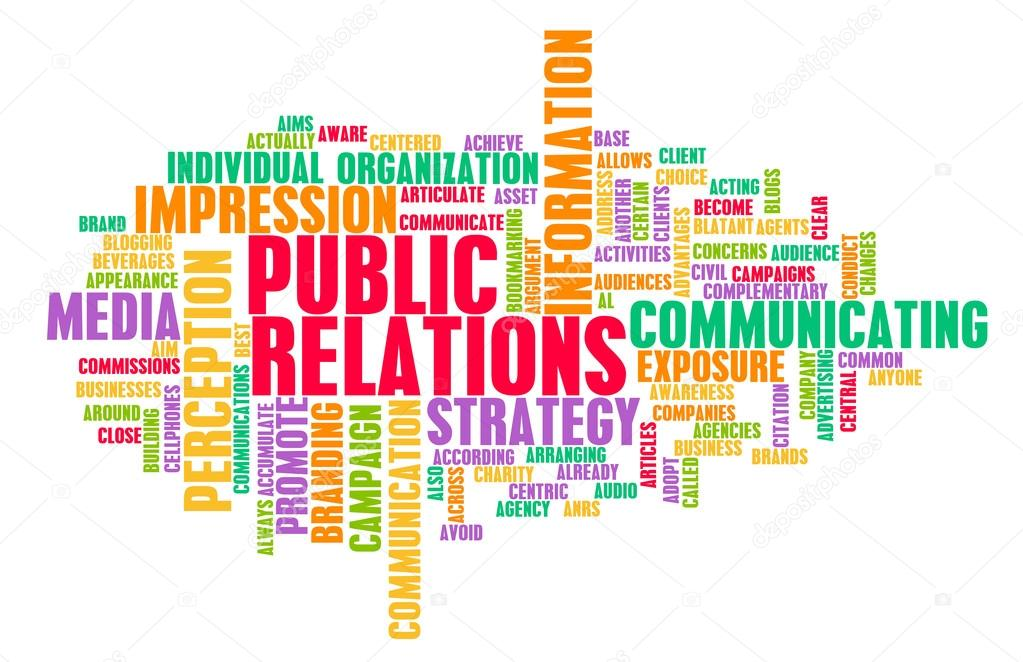 INFORMATION
AIMS
ACTUALLY
AWARE
CENTERED
ACHIEVE
BASE
INDIVIDUAL ORGANIZATION
ALLOWS
CLIENT
CHOICE
IMPRESSION
ARTICULATE
ASSET
COMMUNICATE
ADDRESS
ANOTHER
CERTAIN
CLIENTS
ACTING
BLOGS
BECOME
BLATANT
AGENTS
CLEAR
BRAND
BLOGGING
BEVERAGES
APPEARANCE
MEDIA
AIM
COMMISSIONS
BUSINESSES
AROUND
CLOSE
BUILDING
CELLPHONES
PERCEPTION
BEST
COMMUNICATIONS
PUBLIC
RELATIONS
BOOKMARKING
ARGUMENT
ACTIVITIES
ADVANTAGES
CONCERNS
AUDIENCE
CONDUCT
CHANGES
AUDIENCES
CIVIL
CAMPAIGNS
COMPLEMENTARY
AL
COMMUNICATING
EXPOSURE
COMPANY
ADVERTISING
CENTRAL
COMMON
ANYONE
AWARENESS
COMPANIES
CITATION
AGENCIES
BUSINESS
BRANDS
ALWAYS
ACCUMULATE
PROMOTE
BRANDING
CAMPAIGN
COMMUNICATION
STRATEGY
ACCORDING
ARRANGING
ARTICLES
ADOPT
CALLED
ALSO
ACROSS
CHARITY
ALREADY
CENTRIC
AUDIO
AGENCY
ANRS
AVOID
depositphotos